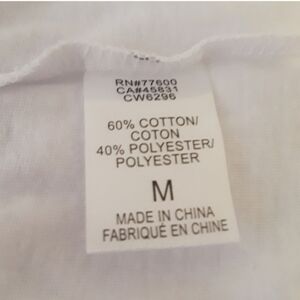 RN#77600
CA#45831
CW6296
60% COTTON/
COTON
40% POLYESTER/
POLYESTER
M
MADE IN CHINA
FABRIQUÉ EN CHINE